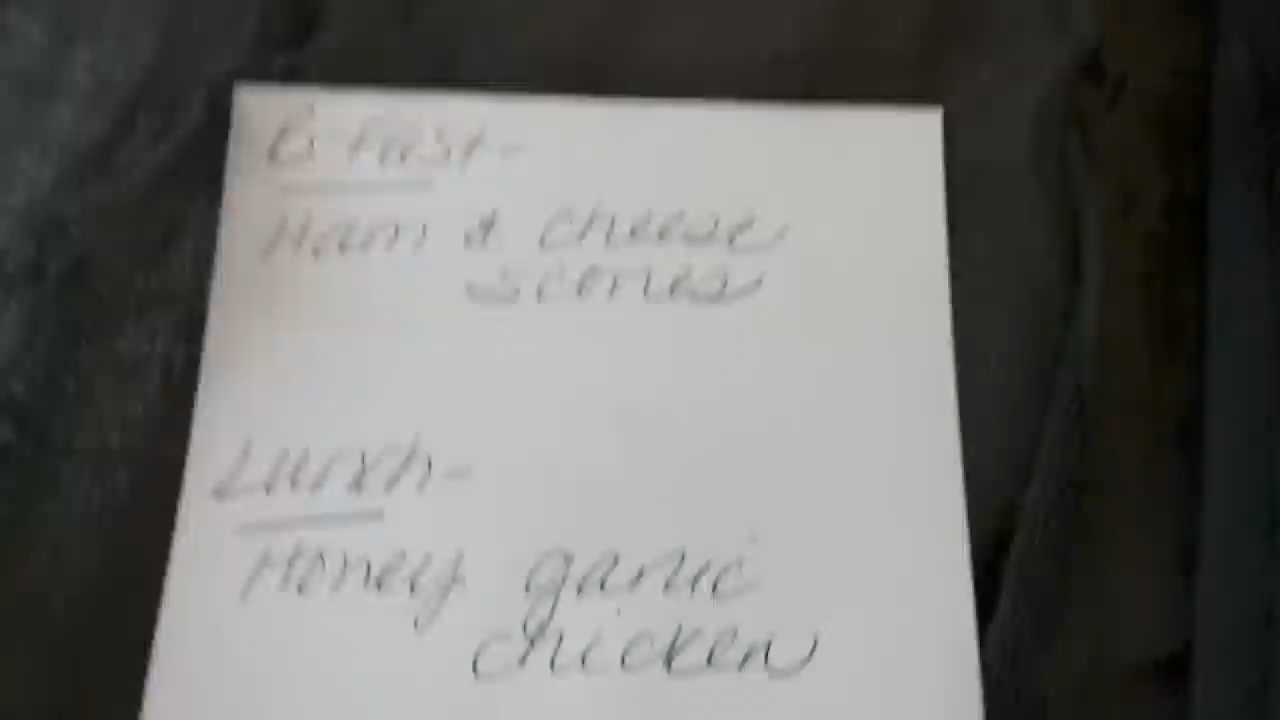 B-Fast-
Ham & cheese
scones
Lunch-
Honey garlic
chicken